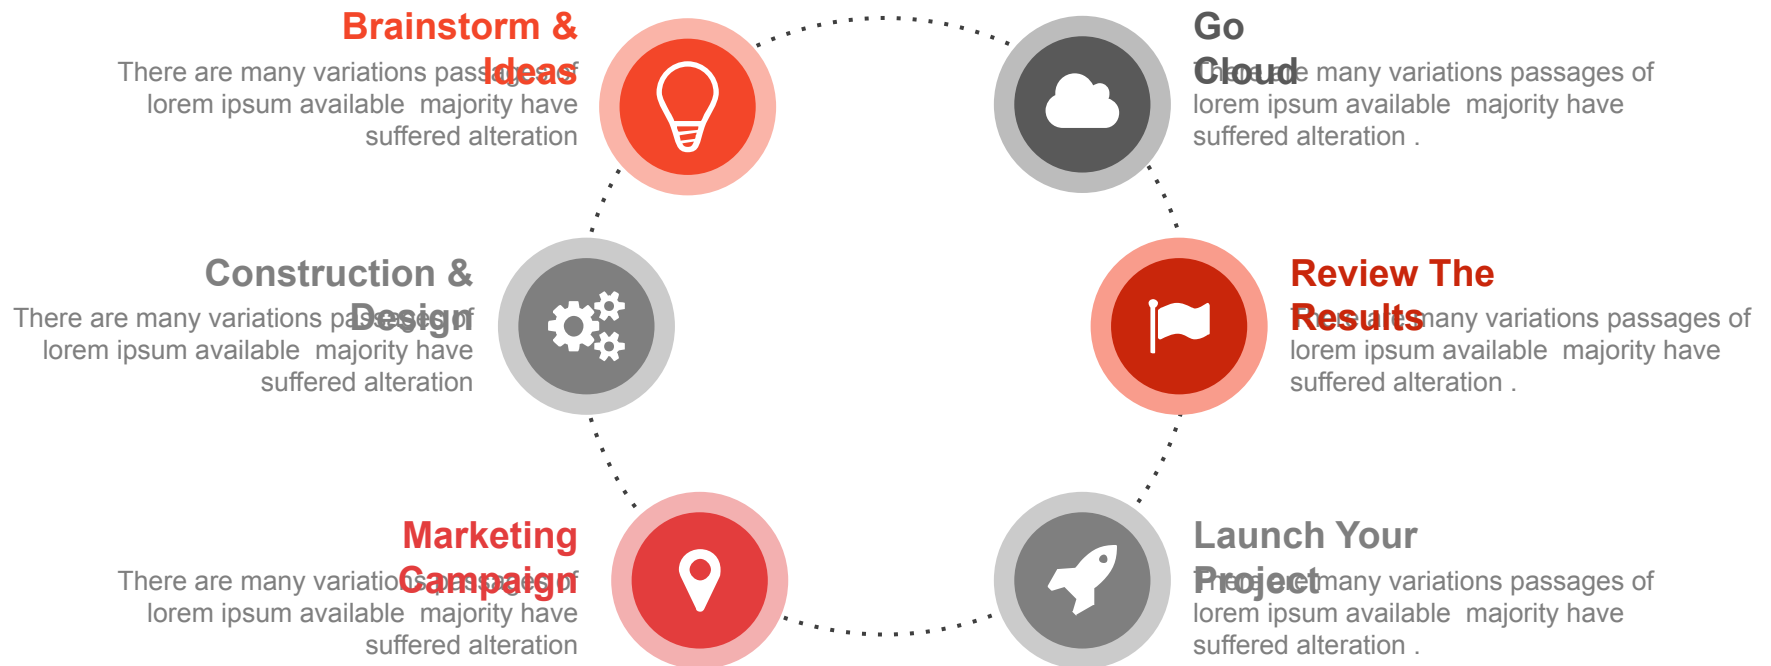 Brainstorm &
Ideas
There are many variations passages of
lorem ipsum available  majority have
suffered alteration
Go
Cloud
There are many variations passages of
lorem ipsum available  majority have
suffered alteration .
Construction &
Design
There are many variations passages of
lorem ipsum available  majority have
suffered alteration
Review The
Results
There are many variations passages of
lorem ipsum available  majority have
suffered alteration .
Marketing
Campaign
There are many variations passages of
lorem ipsum available  majority have
suffered alteration
Launch Your
Project
There are many variations passages of
lorem ipsum available  majority have
suffered alteration .